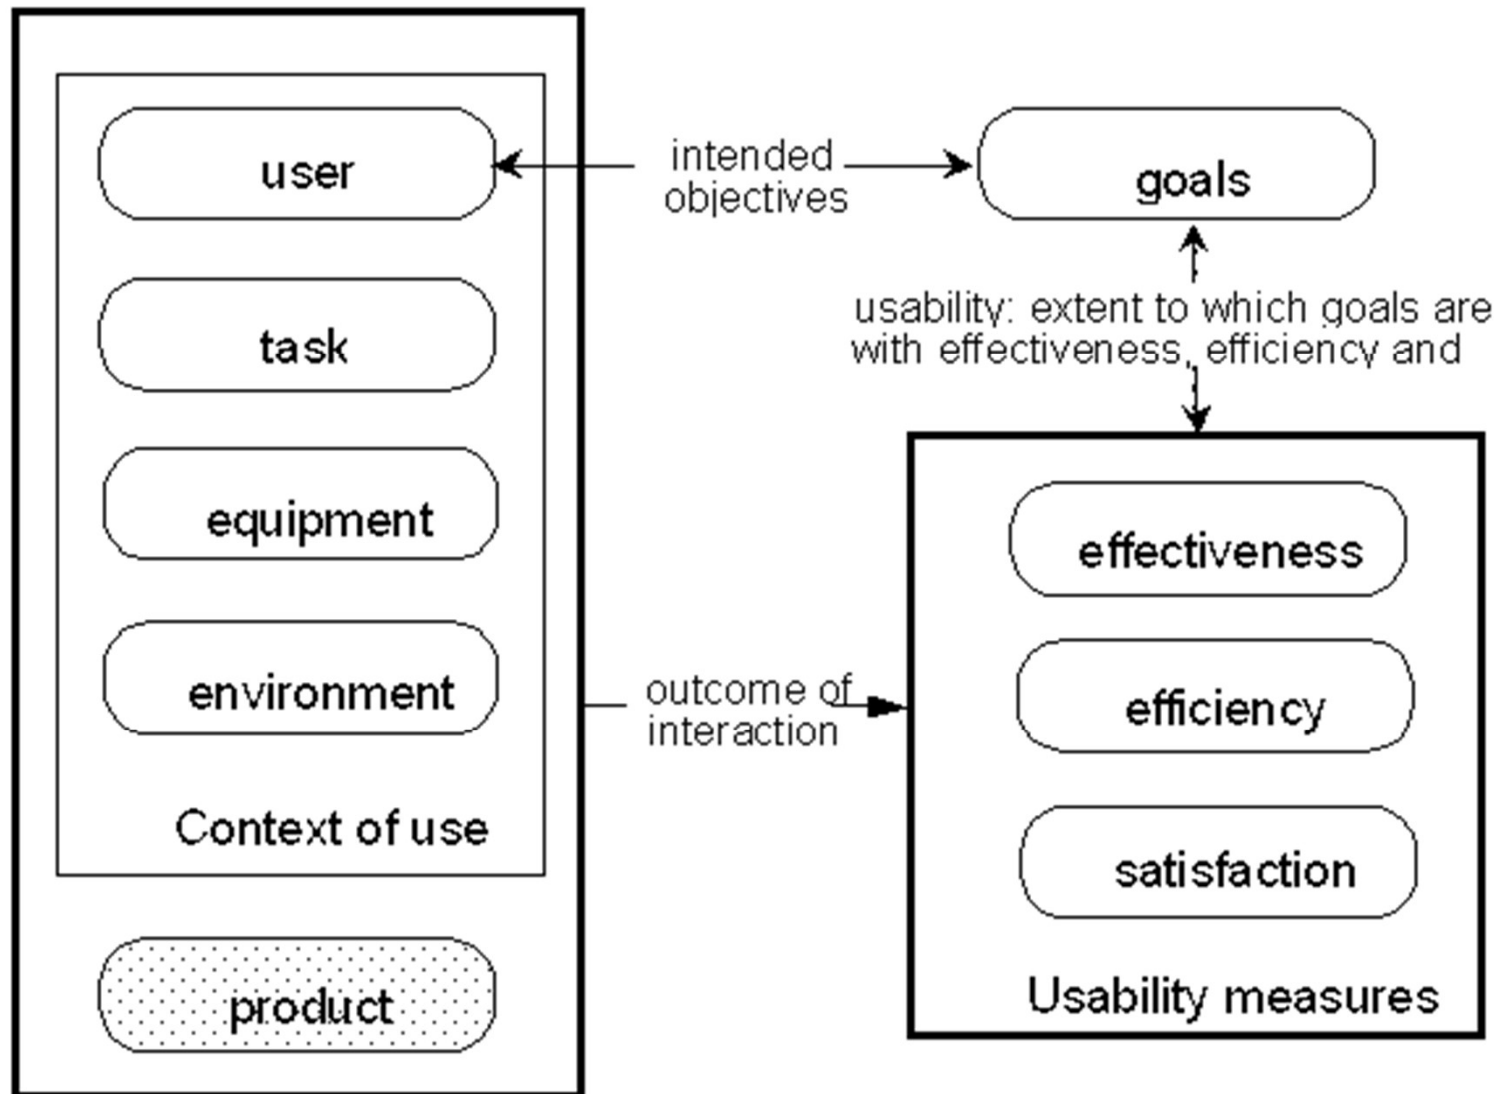 user
intended
objectives
goals
task
usability: extent to which goals are
with effectiveness, efficiency and
equipment
effectiveness
environment
outcome of
interaction
efficiency
Context of use
satisfaction
product
Usability measures